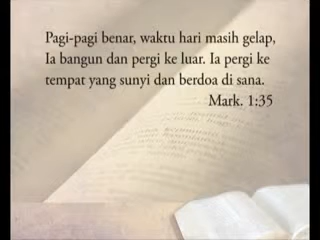 Pagi-pagi benar, waktu hari masih gelap,
Ia bangun dan pergi ke luar. Ia pergi ke
tempat yang sunyi dan berdoa di sana.
Mark. 1:35